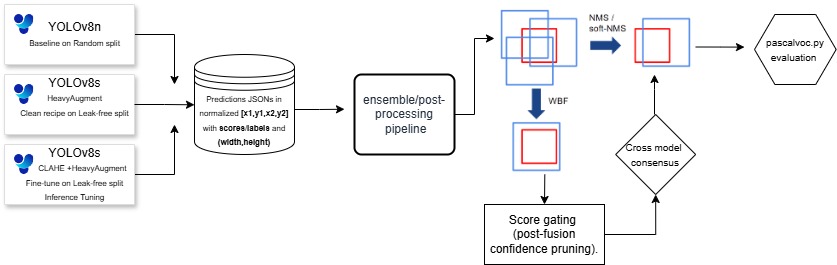 YOLOv8n
Baseline on Random split
YOLOv8s
HeavyAugment
Clean recipe on Leak-free split
YOLOv8s
CLAHE +HeavyAugment
Fine-tune on Leak-free split
Inference Tuning
Predictions JSONs in
normalized [x1,y1,x2,y2]
with scores/labels and
(width,height)
ensemble/post-
processing
pipeline
NMS /
soft-NMS
WBF
Score gating
(post-fusion
confidence pruning).
Cross model
consensus
pascalvoc.py
evaluation